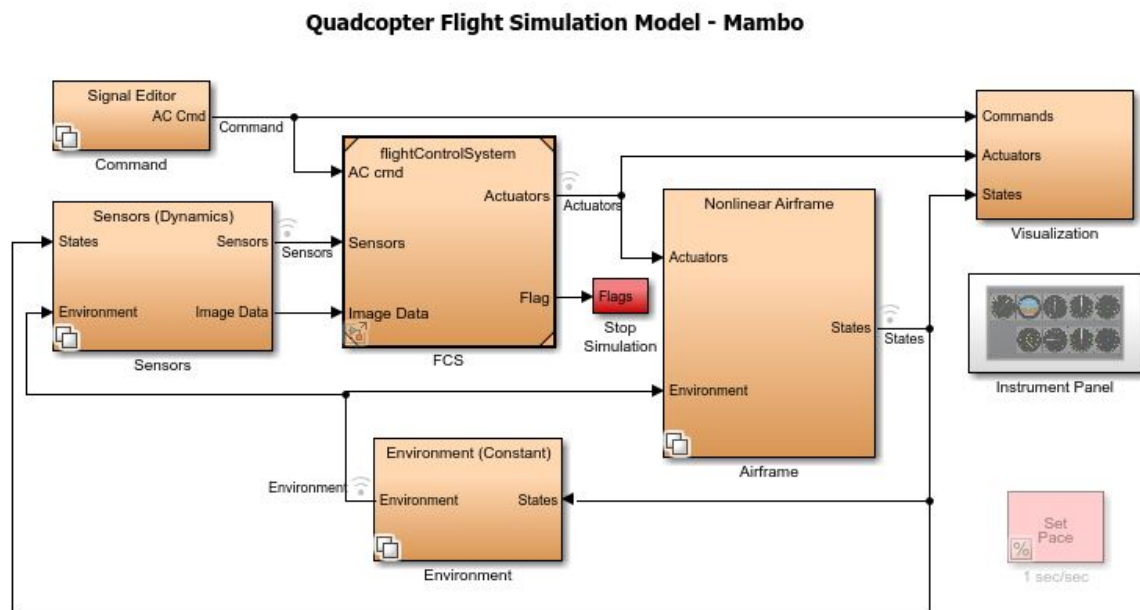 Quadcopter Flight Simulation Model - Mambo
Signal Editor
AC Cmd
Command
Command
Sensors (Dynamics)
States
Sensors
Environment
Image Data
Sensors
Sensors
flightControlSystem
AC cmd
Actuators
Sensors
Flag
Image Data
FCS
Actuators
Flags
Stop
Simulation
Nonlinear Airframe
Actuators
States
Environment
Airframe
States
Commands
Actuators
States
Visualization
Instrument Panel
Environment (Constant)
Environment
Environment
States
Environment
Set
Pace
%
1 sec/sec